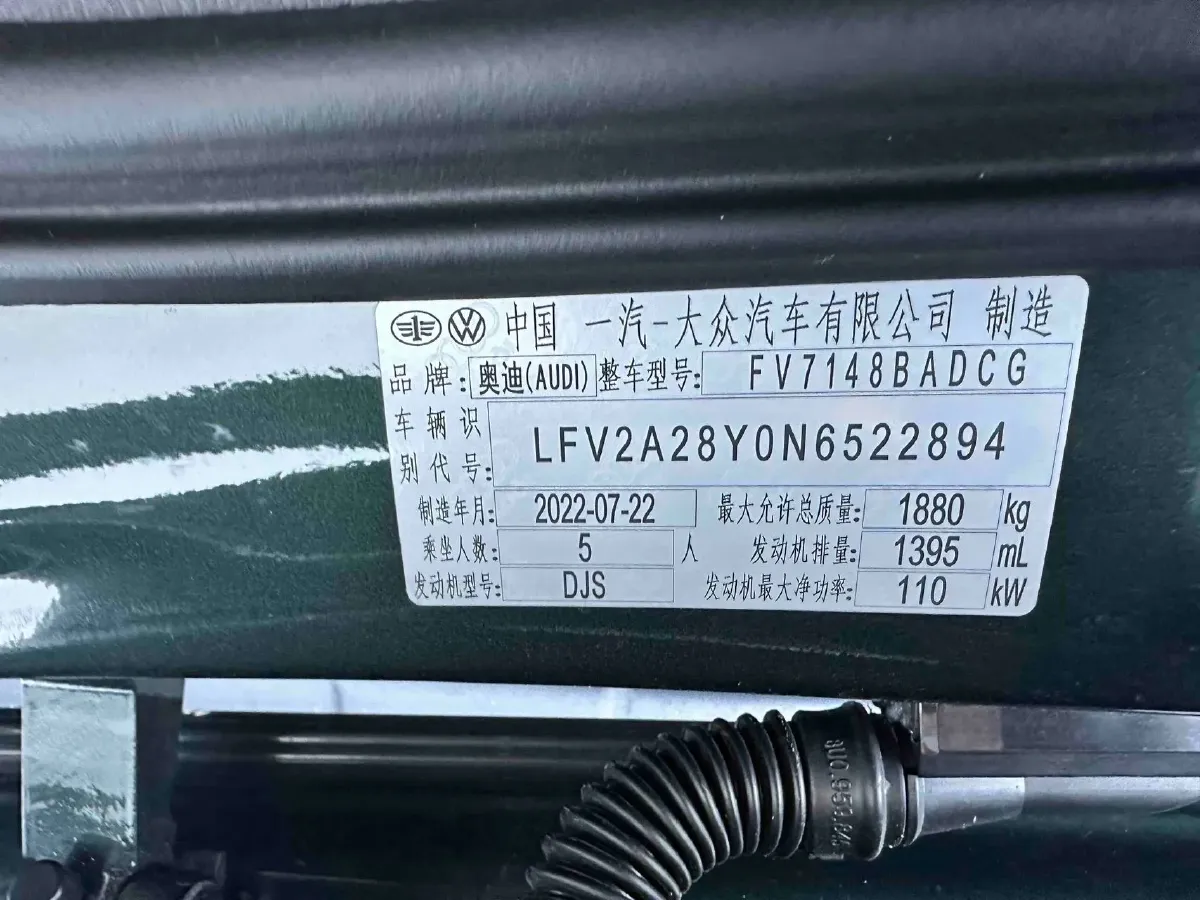 中国 一汽-大众汽车有限公司 制造
品牌: 奥迪(AUDI) 整车型号: FV7148BADCG
车辆识别代号: LFV2A28Y0N6522894
制造年月: 2022-07-22 最大允许总质量: 1880 kg
乘坐人数: 5 人 发动机排量: 1395 mL
发动机型号: DJS 发动机最大净功率: 110 kW